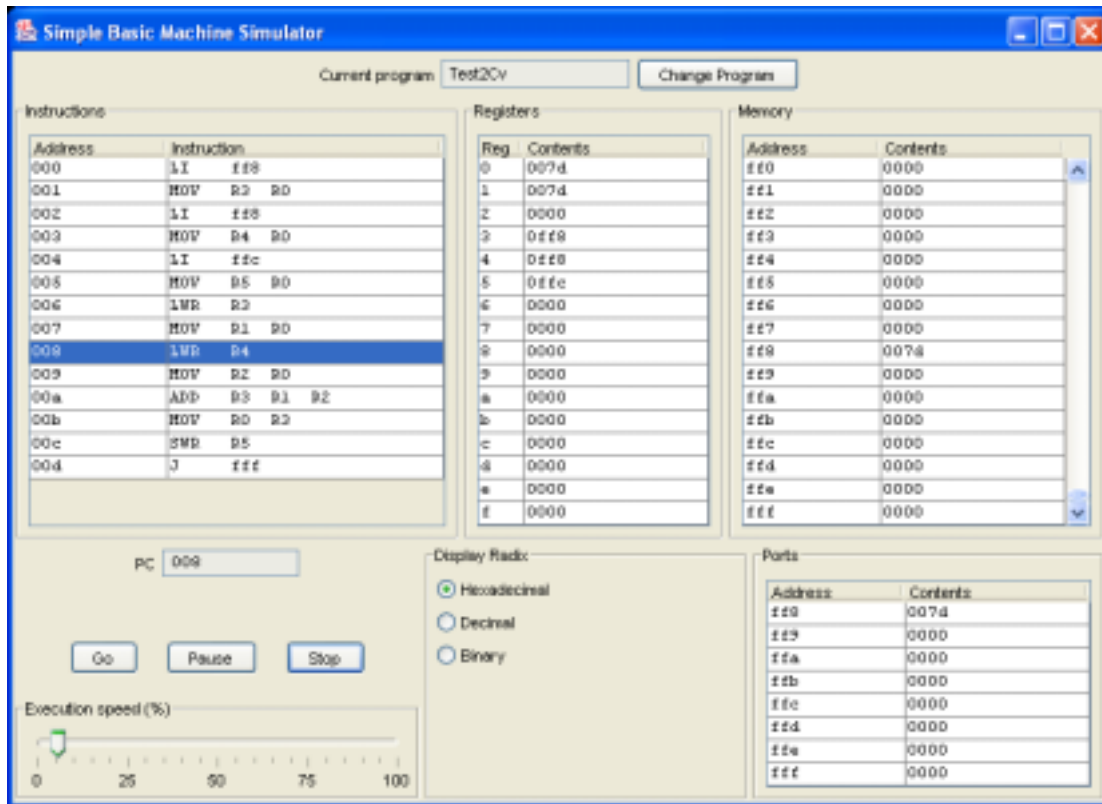 Simple Basic Machine Simulator
Current program Test2Cv Change Program
Instructions
Address Instruction
000 LI ff8
001 MOV R3 R0
002 LI ff8
003 MOV R4 R0
004 LI ffc
005 MOV R5 R0
006 LWR R3
007 MOV R1 R0
008 LWR R4
009 MOV R2 R0
00a ADD R3 R1 R2
00b MOV R0 R3
00c SWR R5
00d J fff
Registers
Reg Contents
0 007d
1 007d
2 0000
3 0ff8
4 0ff8
5 0ffc
6 0000
7 0000
8 0000
9 0000
a 0000
b 0000
c 0000
d 0000
e 0000
f 0000
Memory
Address Contents
ff0 0000
ff1 0000
ff2 0000
ff3 0000
ff4 0000
ff5 0000
ff6 0000
ff7 0000
ff8 007d
ff9 0000
ffa 0000
ffb 0000
ffc 0000
ffd 0000
ffe 0000
fff 0000
PC 008
Go Pause Stop
Execution speed (%)
0 25 50 75 100
Display Radix
Hexadecimal
Decimal
Binary
Ports
Address Contents
ff8 007d
ff9 0000
ffa 0000
ffb 0000
ffc 0000
ffd 0000
ffe 0000
fff 0000